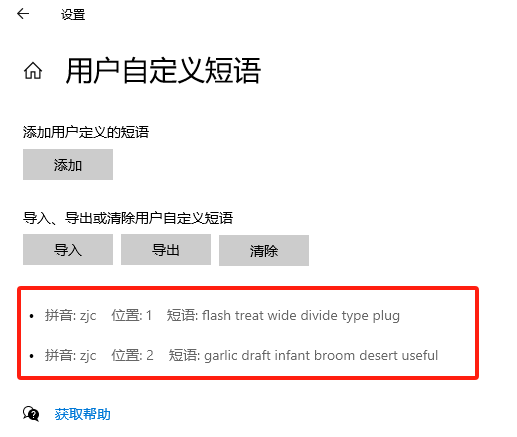 设置
用户自定义短语
添加用户定义的短语
添加
导入、导出或清除用户自定义短语
导入 导出 清除
• 拼音: zjc 位置: 1 短语: flash treat wide divide type plug
• 拼音: zjc 位置: 2 短语: garlic draft infant broom desert useful
获取帮助